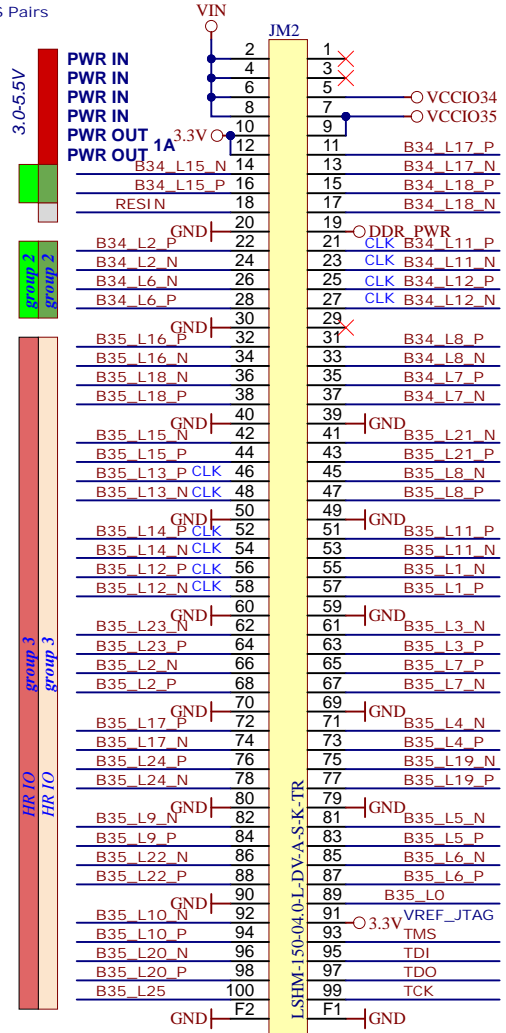 S Pairs
VIN
JM2
3.0-5.5V
PWR IN 2 1
PWR IN 4 3
PWR IN 6 5 VCCIO34
PWR IN 8 7 VCCIO35
PWR OUT 3.3V 10 9
PWR OUT 1A 12 11 B34_L17_P
B34_L15_N 14 13 B34_L17_N
B34_L15_P 16 15 B34_L18_P
RESIN 18 17 B34_L18_N
GND 20 19 DDR_PWR
B34_L2_P 22 21 CLK B34_L11_P
B34_L2_N 24 23 CLK B34_L11_N
B34_L6_N 26 25 CLK B34_L12_P
B34_L6_P 28 27 CLK B34_L12_N
group 2 group 2
GND 30 29
B35_L16_P 32 31 B34_L8_P
B35_L16_N 34 33 B34_L8_N
B35_L18_N 36 35 B34_L7_P
B35_L18_P 38 37 B34_L7_N
GND 40 39 GND
B35_L15_N 42 41 B35_L21_N
B35_L15_P 44 43 B35_L21_P
B35_L13_P CLK 46 45 B35_L8_N
B35_L13_N CLK 48 47 B35_L8_P
GND 50 49 GND
B35_L14_P CLK 52 51 B35_L11_P
B35_L14_N CLK 54 53 B35_L11_N
B35_L12_P CLK 56 55 B35_L1_N
B35_L12_N CLK 58 57 B35_L1_P
GND 60 59 GND
B35_L23_N 62 61 B35_L3_N
B35_L23_P 64 63 B35_L3_P
B35_L2_N 66 65 B35_L7_P
B35_L2_P 68 67 B35_L7_N
group 3 group 3
GND 70 69 GND
B35_L17_P 72 71 B35_L4_N
B35_L17_N 74 73 B35_L4_P
B35_L24_P 76 75 B35_L19_N
B35_L24_N 78 77 B35_L19_P
HR IO HR IO
GND 80 79 GND
B35_L9_N 82 81 B35_L5_N
B35_L9_P 84 83 B35_L5_P
B35_L22_N 86 85 B35_L6_N
B35_L22_P 88 87 B35_L6_P
GND 90 89 B35_L0
B35_L10_N 92 91 3.3V VREF_JTAG
B35_L10_P 94 93 TMS
B35_L20_N 96 95 TDI
B35_L20_P 98 97 TDO
B35_L25 100 99 TCK
GND F2 F1 GND
LSHM-150-04.0-L-DV-A-S-K-TR